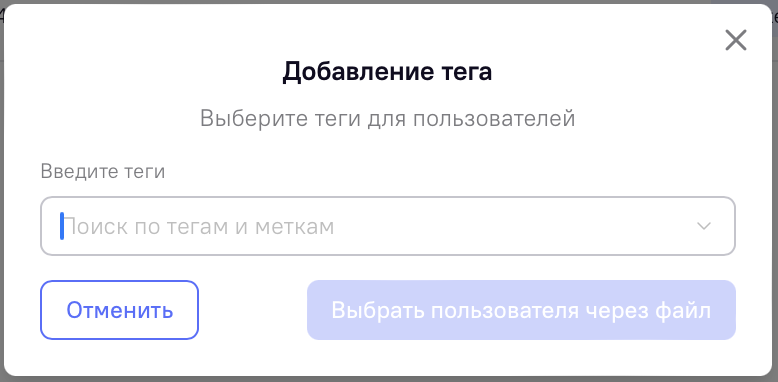 Добавление тега
Выберите теги для пользователей
Введите теги
Поиск по тегам и меткам
Отменить
Выбрать пользователя через файл